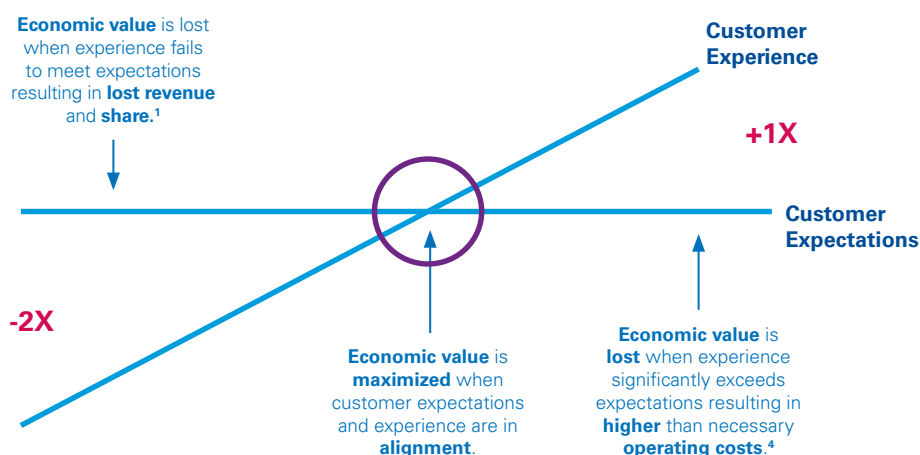 Economic value is lost
when experience fails
to meet expectations
resulting in lost revenue
and share.¹
Customer
Experience
+1X
Customer
Expectations
-2X
Economic value is
maximized when
customer expectations
and experience are in
alignment.
Economic value is
lost when experience
significantly exceeds
expectations resulting in
higher than necessary
operating costs.⁴